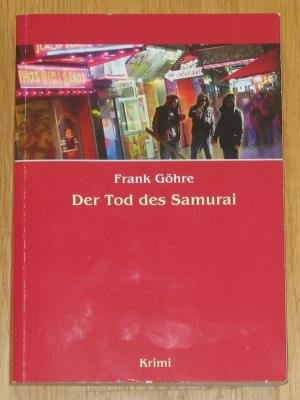 Frank Göhre
Der Tod des Samurai
Krimi